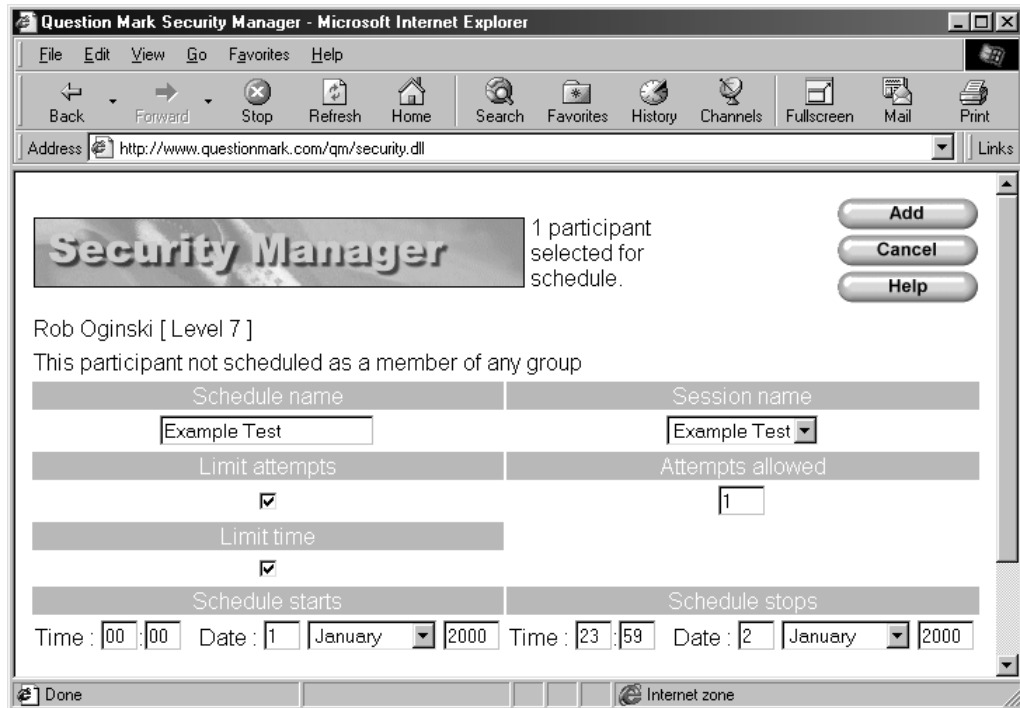 Question Mark Security Manager - Microsoft Internet Explorer
File Edit View Go Favorites Help
Back Forward Stop Refresh Home Search Favorites History Channels Fullscreen Mail Print
Address http://www.questionmark.com/qm/security.dll Links
Security Manager
1 participant
selected for
schedule.
Add
Cancel
Help
Rob Oginski [ Level 7 ]
This participant not scheduled as a member of any group
Schedule name Session name
Example Test Example Test
Limit attempts Attempts allowed
1
Limit time
Schedule starts Schedule stops
Time : 00 : 00 Date : 1 January 2000 Time : 23 : 59 Date : 2 January 2000
Done Internet zone